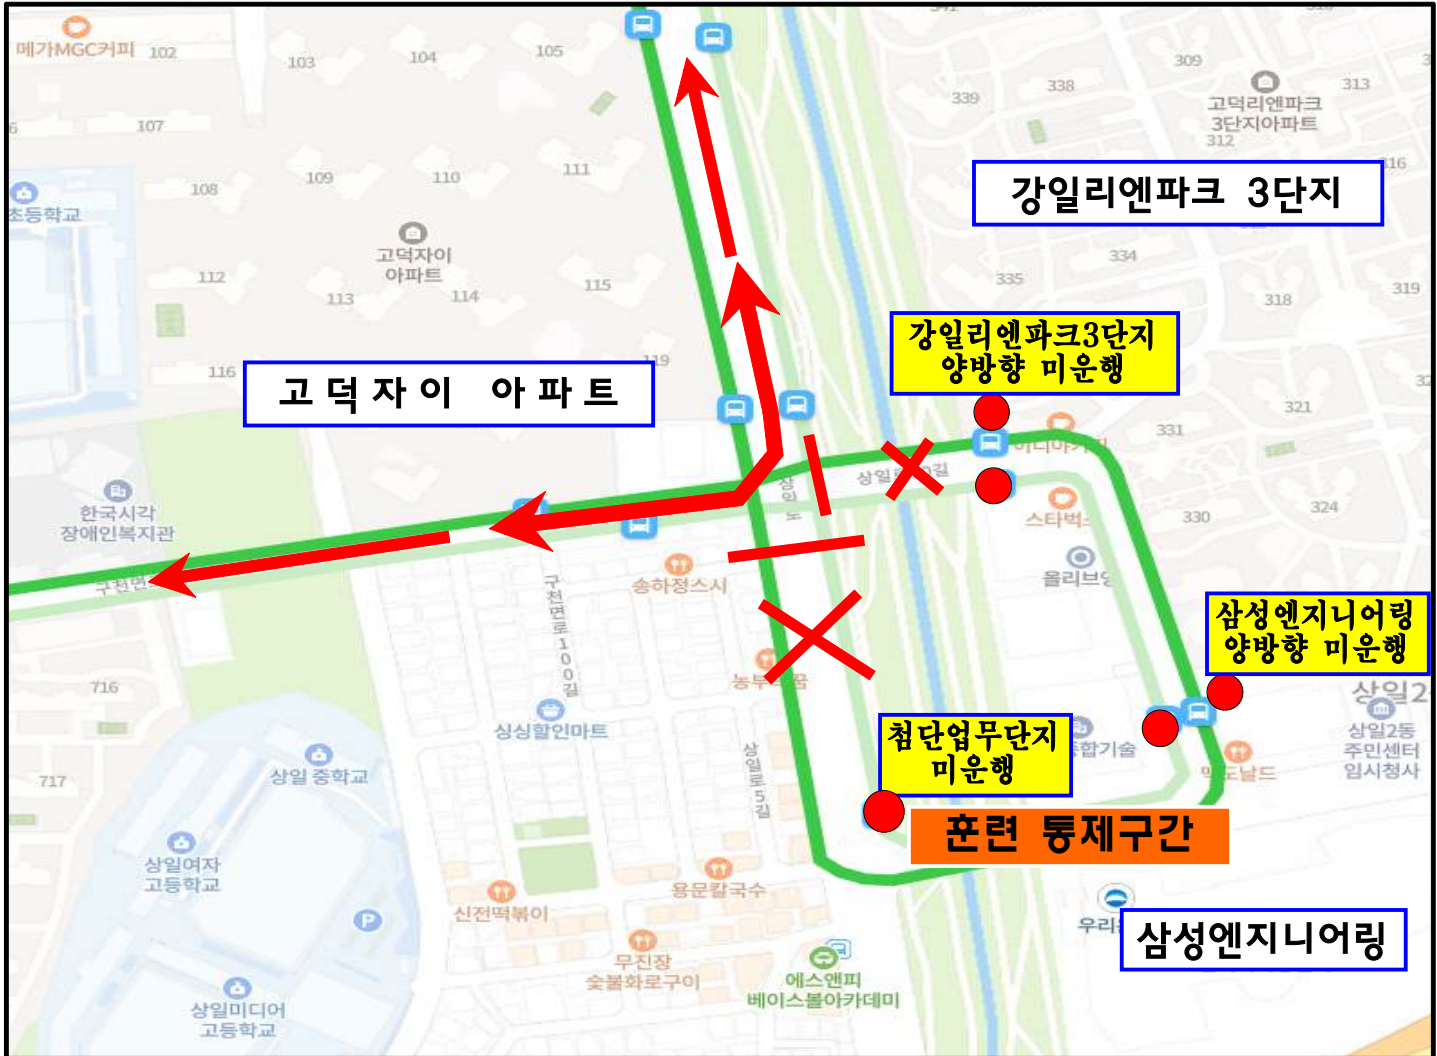 메가MGC커피
102
103
104
105
309
338
339
313
고덕리엔파크
3단지아파트
312
107
108
109
110
111
초등학교
강일리엔파크 3단지
고덕자이
아파트
112
113
114
115
334
335
318
319
강일리엔파크3단지
양방향 미운행
116
고덕자이 아파트
119
321
331
상일로
스타벅스
330
324
한국시각
장애인복지관
송하정스시
올리브영
구천면로100길
삼성엔지니어링
양방향 미운행
716
717
싱싱할인마트
상일로5길
첨단업무단지
미운행
상일2동
주민센터
임시청사
상일 중학교
훈련 통제구간
상일여자
고등학교
용문칼국수
신전떡볶이
P
삼성엔지니어링
무진장
숯불화로구이
에스앤피
베이스볼아카데미
상일미디어
고등학교